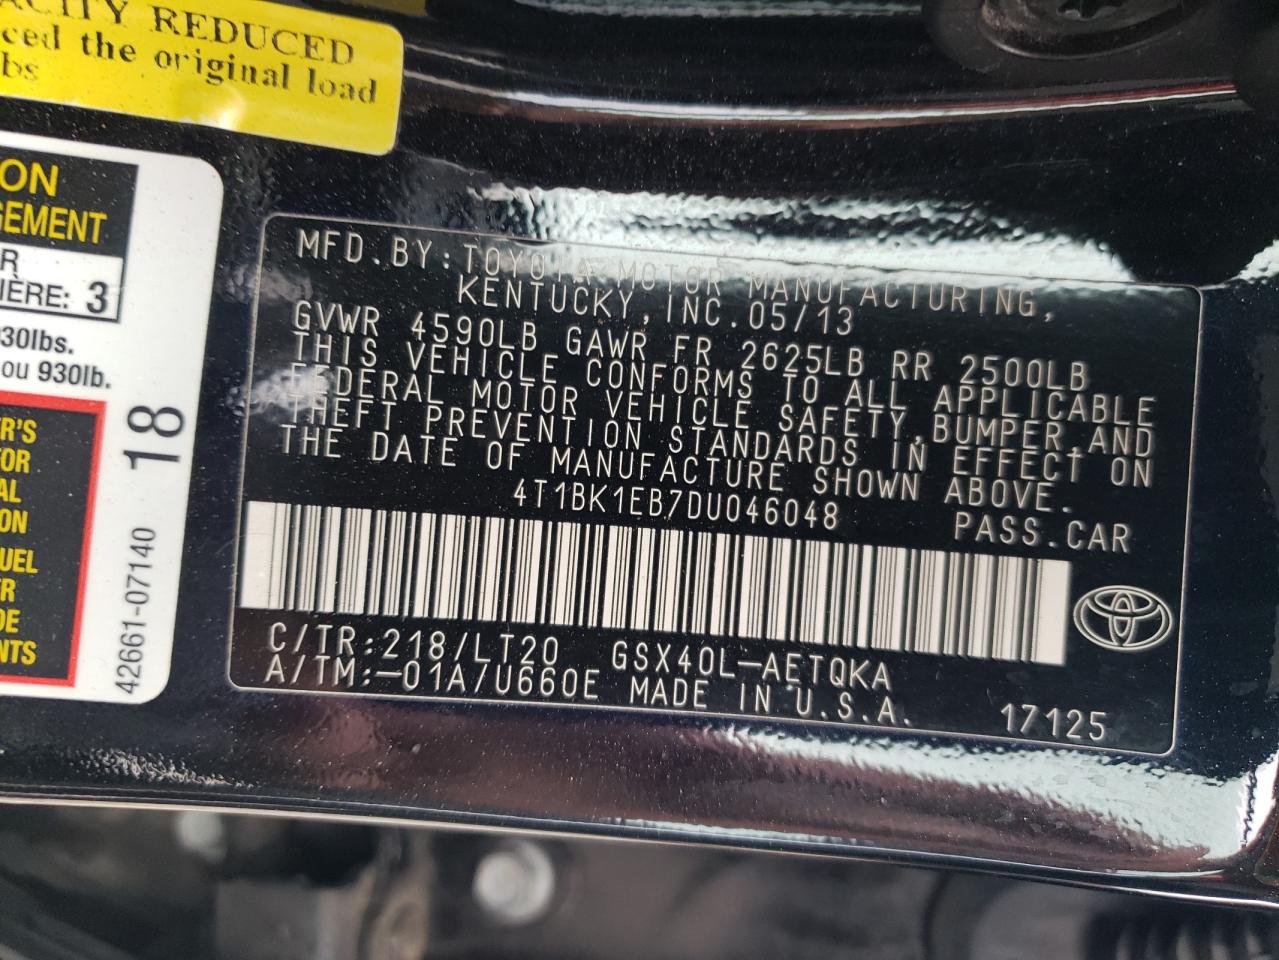 ACITY REDUCED
ced the original load
bs
ON
GEMENT
R
IÈRE: 3
930lbs.
ou 930lb.
R'S
OR
AL
ON
UEL
R
DE
NTS
42661-07140 18
MFD.BY:TOYOTA MOTOR MANUFACTURING,
KENTUCKY,INC.05/13
GVWR 4590LB GAWR FR 2625LB RR 2500LB
THIS VEHICLE CONFORMS TO ALL APPLICABLE
FEDERAL MOTOR VEHICLE SAFETY,BUMPER,AND
THEFT PREVENTION STANDARDS IN EFFECT ON
THE DATE OF MANUFACTURE SHOWN ABOVE.
4T1BK1EB7DU046048 PASS.CAR
C/TR:218/LT20 GSX40L-AETQKA
A/TM:-01A/U660E MADE IN U.S.A. 17125